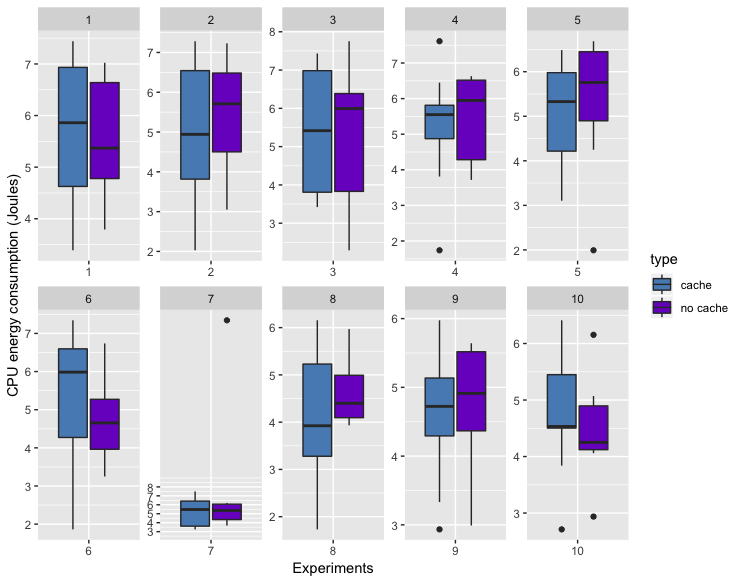 1 2 3 4 5
7 6 5 4
7 6 5 4 3 2
8 7 6 5 4 3
7 6 5 4 3 2
6 5 4 3 2
1 2 3 4 5
CPU energy consumption (Joules)
type
cache
no cache
6 7 8 9 10
7 6 5 4 3 2
8 7 6 5 4 3
6 5 4 3 2
6 5 4 3
6 5 4 3
6 7 8 9 10
Experiments